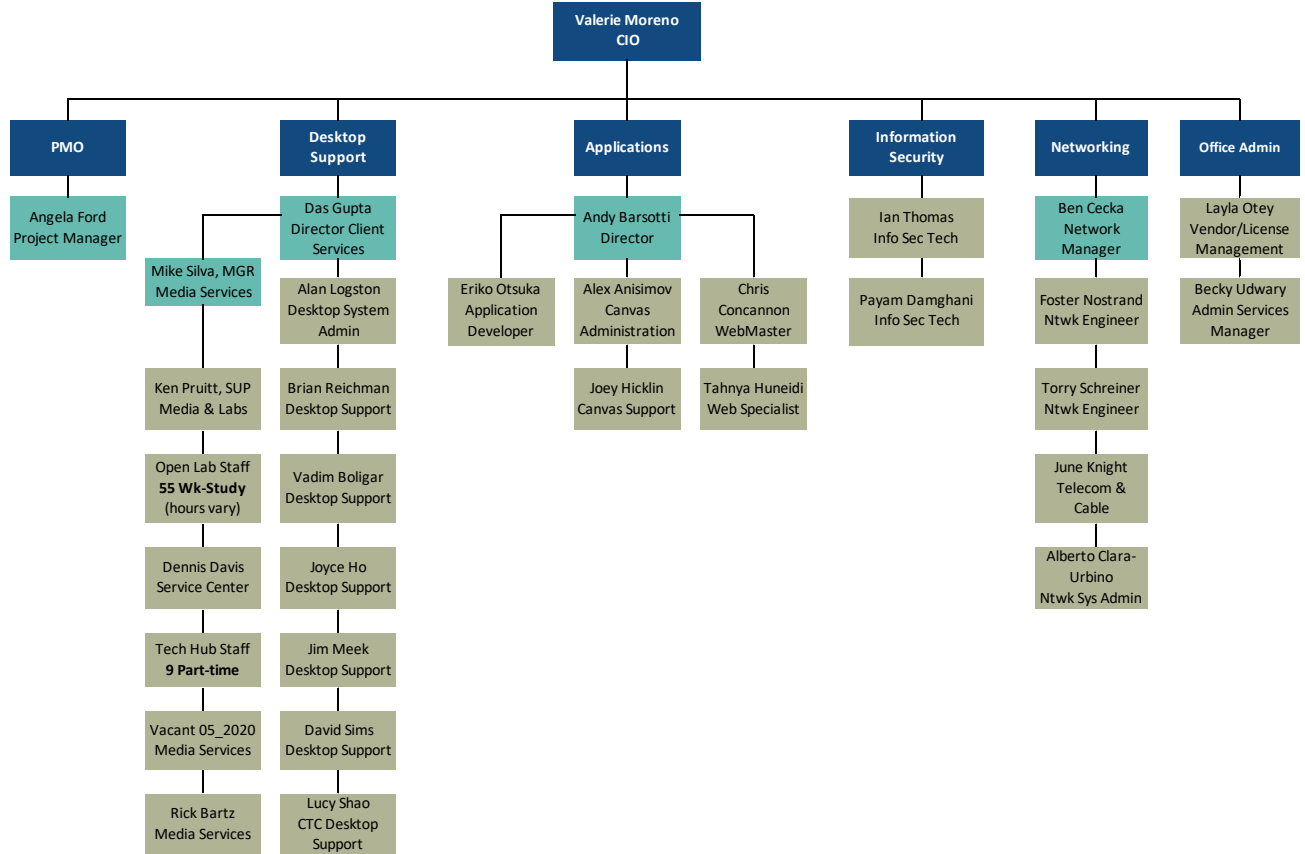 Valerie Moreno
CIO
PMO
Desktop
Support
Applications
Information
Security
Networking
Office Admin
Angela Ford
Project Manager
Das Gupta
Director Client
Services
Mike Silva, MGR
Media Services
Alan Logston
Desktop System
Admin
Ken Pruitt, SUP
Media & Labs
Brian Reichman
Desktop Support
Open Lab Staff
55 Wk-Study
(hours vary)
Vadim Boligar
Desktop Support
Dennis Davis
Service Center
Joyce Ho
Desktop Support
Tech Hub Staff
9 Part-time
Jim Meek
Desktop Support
Vacant 05_2020
Media Services
David Sims
Desktop Support
Rick Bartz
Media Services
Lucy Shao
CTC Desktop
Support
Andy Barsotti
Director
Eriko Otsuka
Application
Developer
Alex Anisimov
Canvas
Administration
Chris
Concannon
WebMaster
Joey Hicklin
Canvas Support
Tahnya Huneidi
Web Specialist
Ian Thomas
Info Sec Tech
Payam Damghani
Info Sec Tech
Ben Cecka
Network
Manager
Foster Nostrand
Ntwk Engineer
Torry Schreiner
Ntwk Engineer
June Knight
Telecom &
Cable
Alberto Clara-
Urbino
Ntwk Sys Admin
Layla Otey
Vendor/License
Management
Becky Udwary
Admin Services
Manager